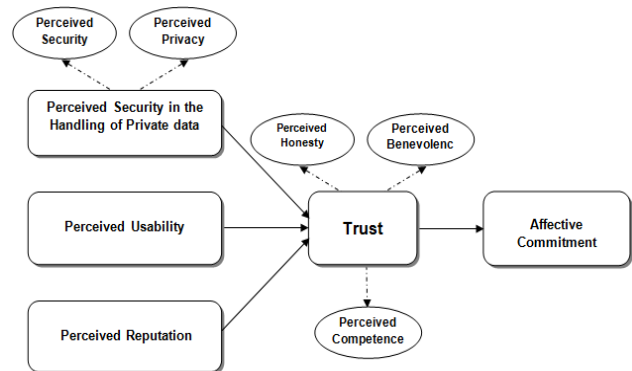 Perceived
Security
Perceived
Privacy
Perceived Security in the
Handling of Private data
Perceived
Honesty
Perceived
Benevolenc
Perceived Usability
Trust
Affective
Commitment
Perceived Reputation
Perceived
Competence